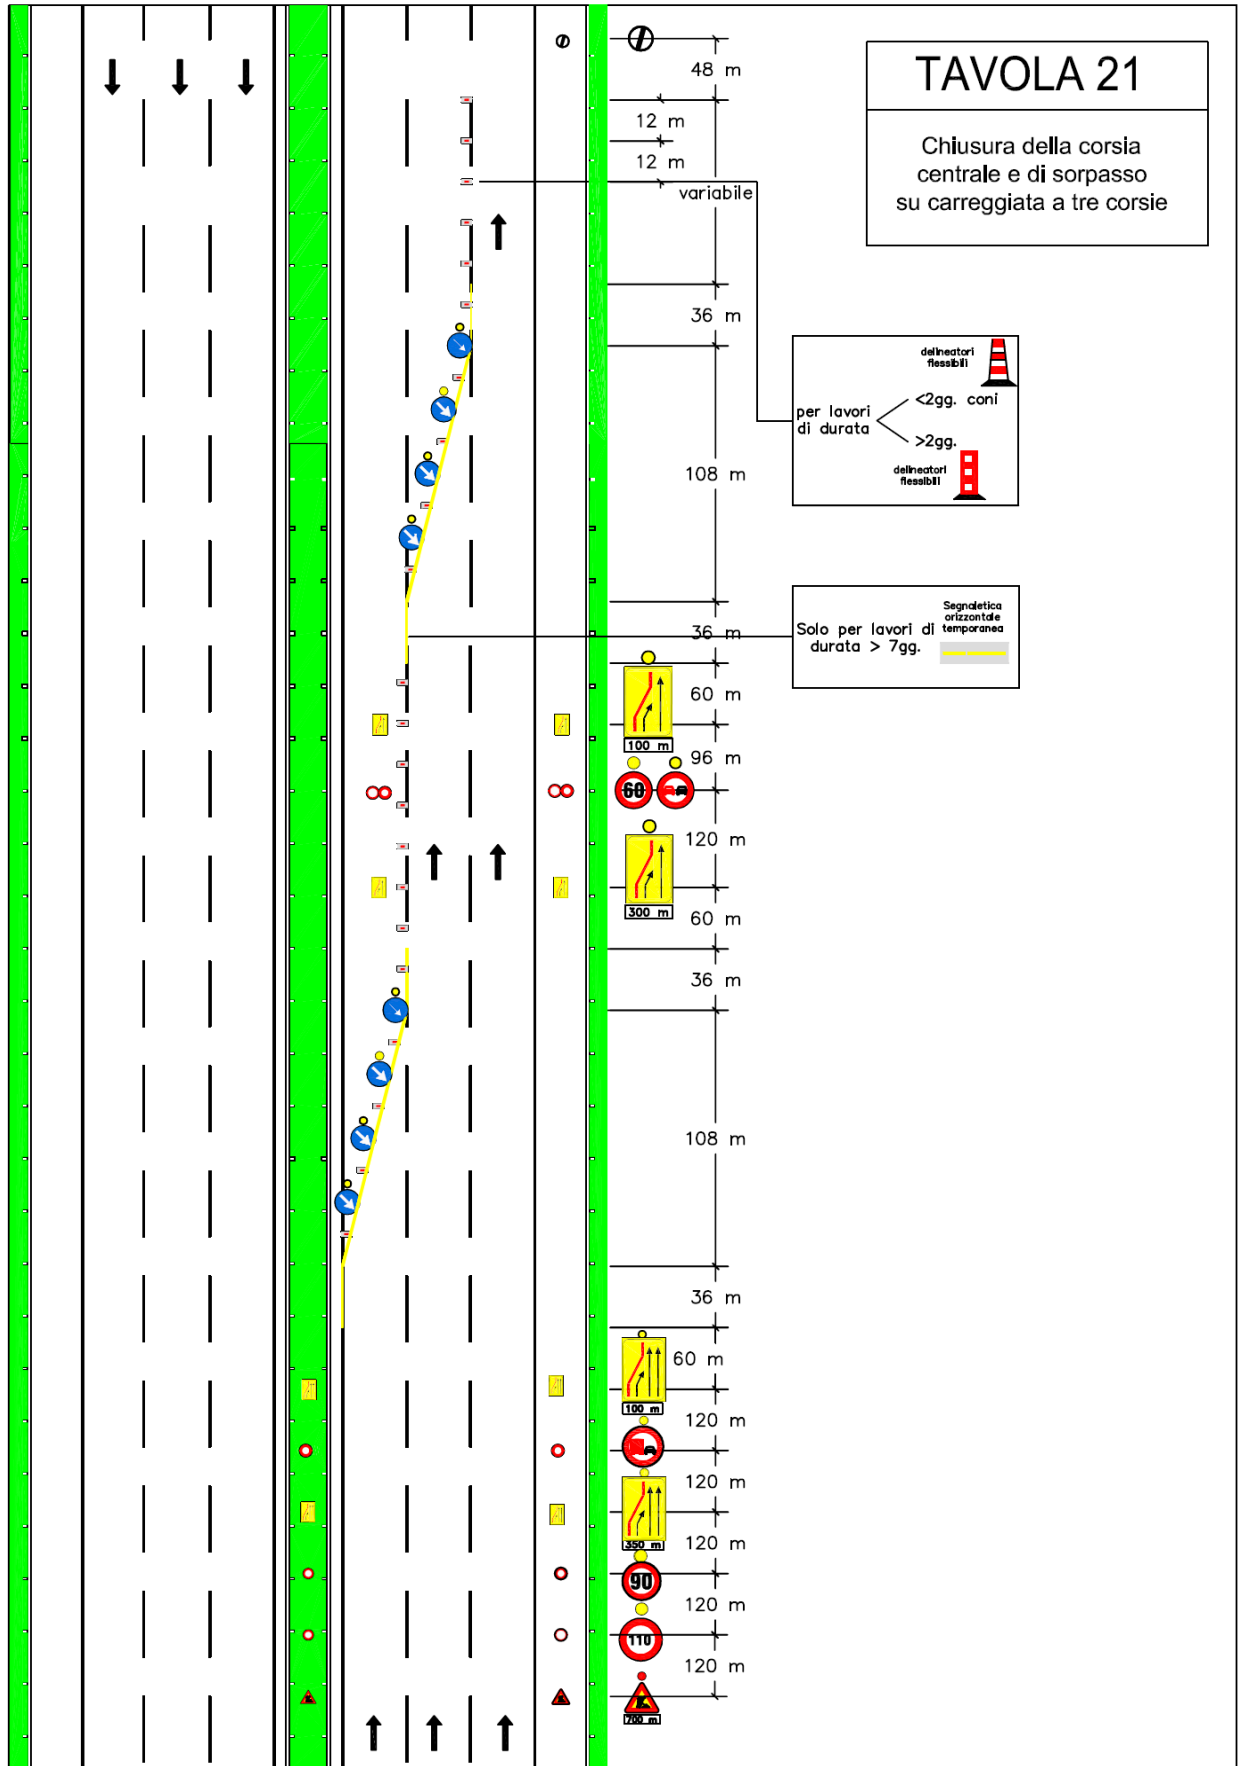 TAVOLA 21
Chiusura della corsia
centrale e di sorpasso
su carreggiata a tre corsie
48 m
12 m
12 m
variabile
36 m
108 m
delineatori
flessibili
<2gg. coni
per lavori
di durata
>2gg.
delineatori
flessibili
36 m
Segnaletica
orizzontale
temporanea
Solo per lavori di
durata > 7gg.
60 m
100 m
96 m
60
120 m
300 m
60 m
36 m
108 m
36 m
60 m
100 m
120 m
120 m
350 m
120 m
90
120 m
110
120 m
700 m